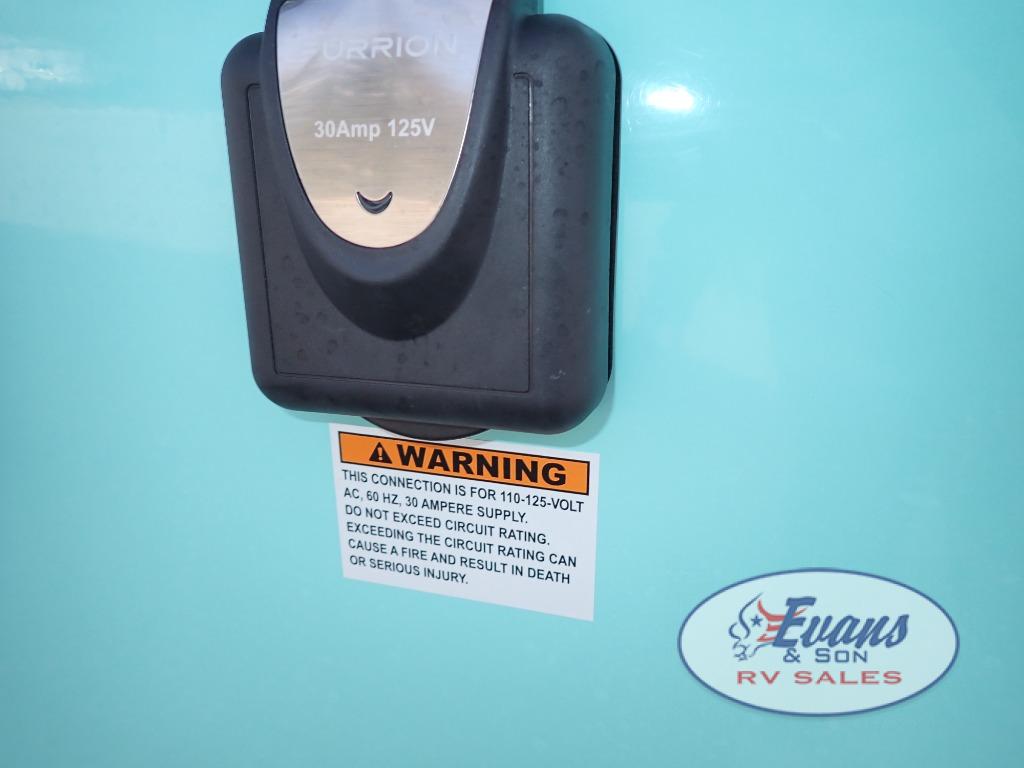 FURRION
30Amp 125V
WARNING
THIS CONNECTION IS FOR 110-125-VOLT
AC, 60 HZ, 30 AMPERE SUPPLY.
DO NOT EXCEED CIRCUIT RATING.
EXCEEDING THE CIRCUIT RATING CAN
CAUSE A FIRE AND RESULT IN DEATH
OR SERIOUS INJURY.
Evans
& SON
RV SALES